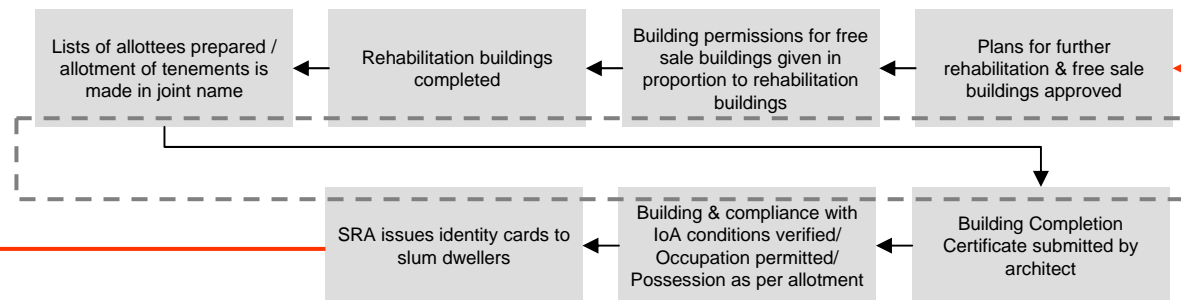 Lists of allottees prepared /
allotment of tenements is
made in joint name
Rehabilitation buildings
completed
Building permissions for free
sale buildings given in
proportion to rehabilitation
buildings
Plans for further
rehabilitation & free sale
buildings approved
SRA issues identity cards to
slum dwellers
Building & compliance with
IoA conditions verified/
Occupation permitted/
Possession as per allotment
Building Completion
Certificate submitted by
architect